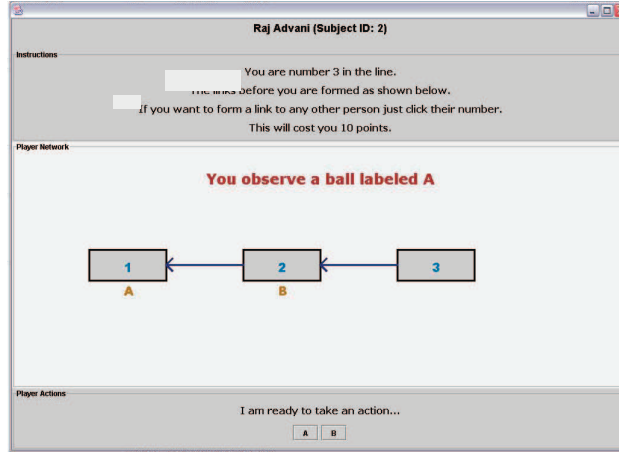 Raj Advani (Subject ID: 2)
Instructions
You are number 3 in the line.
The links before you are formed as shown below.
If you want to form a link to any other person just click their number.
This will cost you 10 points.
Player Network
You observe a ball labeled A
1 2 3
A B
Player Actions
I am ready to take an action...
A B